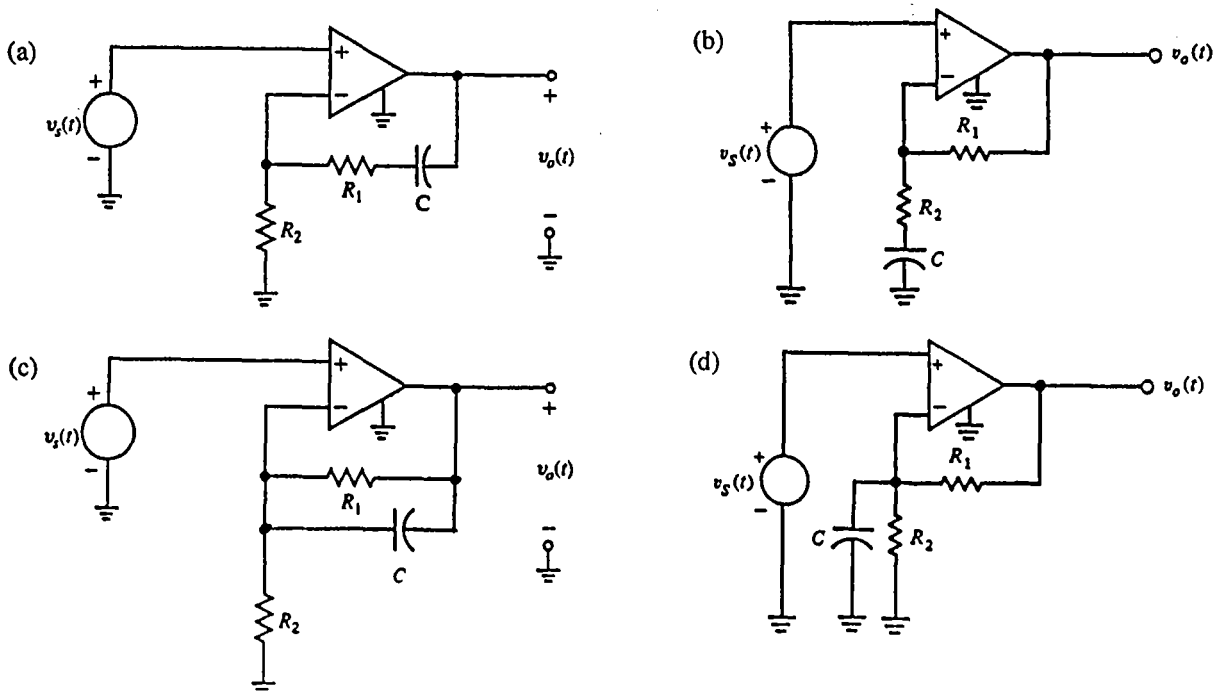 (a)
+
−
v_s(t)
+
−
R_1
C
R_2
+
v_o(t)
−
(b)
+
−
v_S(t)
+
−
R_1
R_2
C
v_o(t)
(c)
+
−
v_s(t)
+
−
R_1
C
R_2
+
v_o(t)
−
(d)
+
−
v_S(t)
+
−
R_1
C
R_2
v_o(t)